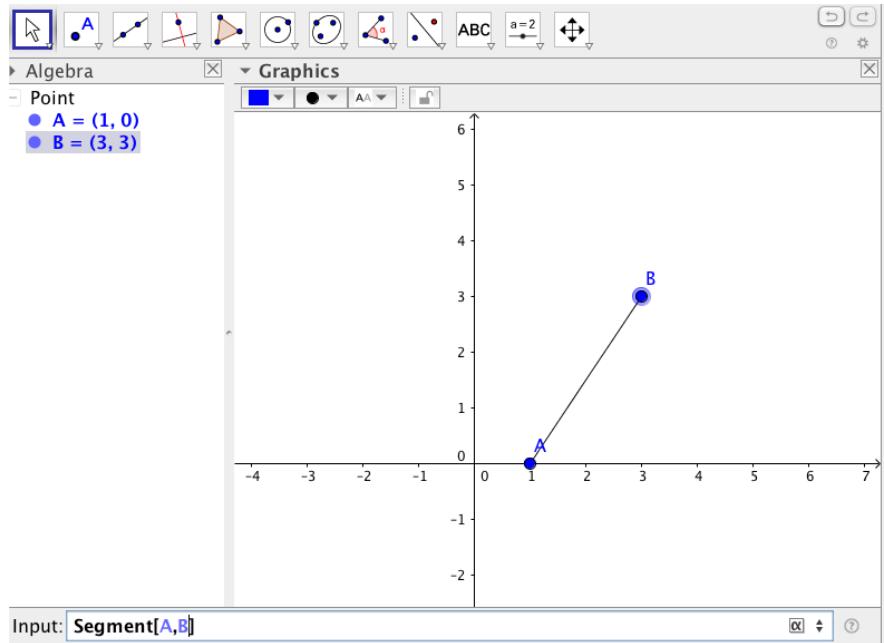 A
α
ABC
a=2
Algebra
Graphics
Point
A = (1, 0)
B = (3, 3)
AA
6
5
4
3
2
1
0
-1
-2
-4
-3
-2
-1
0
1
2
3
4
5
6
7
B
A
Input: Segment[A,B]
α